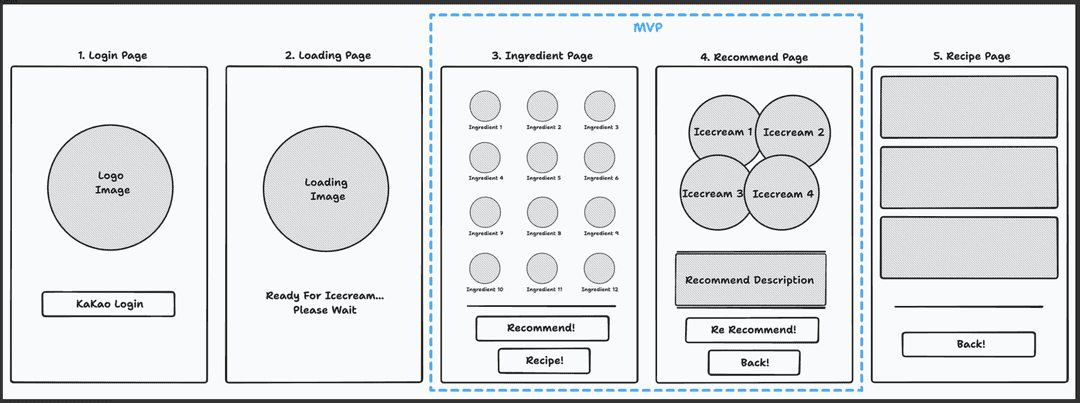 MVP
1. Login Page
Logo
Image
KaKao Login
2. Loading Page
Loading
Image
Ready For Icecream...
Please Wait
3. Ingredient Page
Ingredient 1
Ingredient 2
Ingredient 3
Ingredient 4
Ingredient 5
Ingredient 6
Ingredient 7
Ingredient 8
Ingredient 9
Ingredient 10
Ingredient 11
Ingredient 12
Recommend!
Recipe!
4. Recommend Page
Icecream 1
Icecream 2
Icecream 3
Icecream 4
Recommend Description
Re Recommend!
Back!
5. Recipe Page
Back!